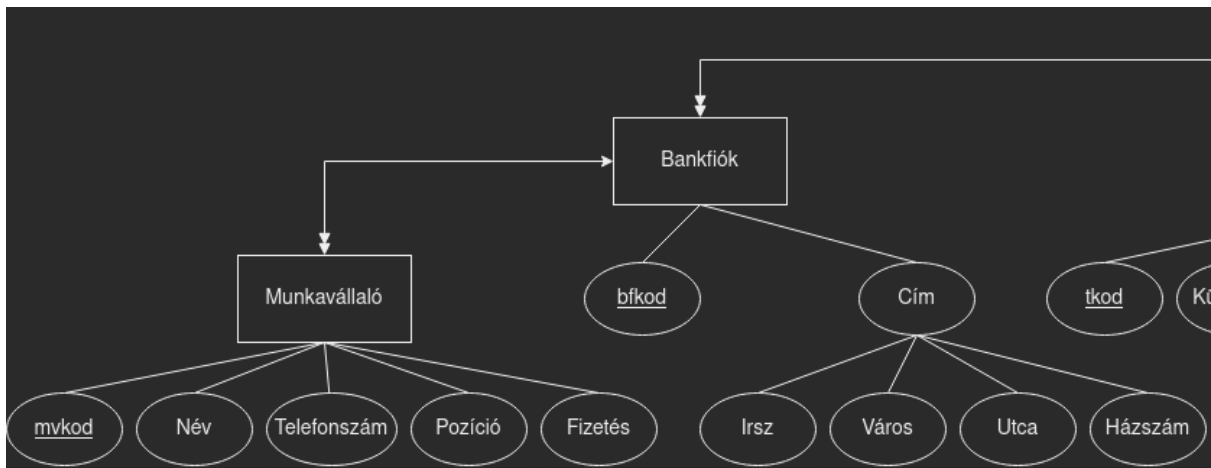 Bankfiók
Munkavállaló
bfkod
Cím
tkod
mvkod
Név
Telefonszám
Pozíció
Fizetés
Irsz
Város
Utca
Házszám